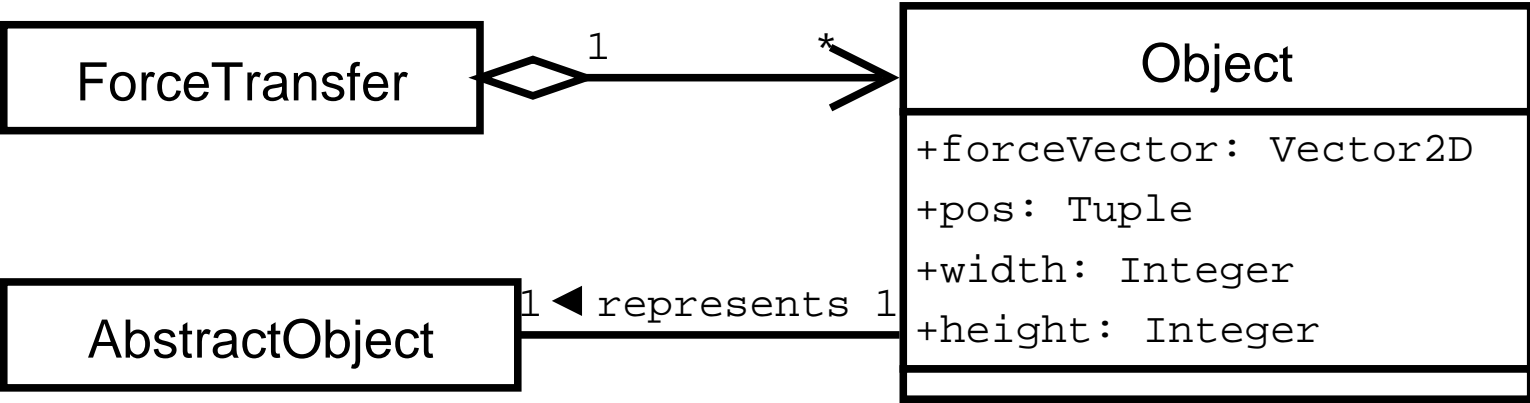 ForceTransfer
1
*
Object
+forceVector: Vector2D
+pos: Tuple
+width: Integer
+height: Integer
AbstractObject
1 ◀ represents 1